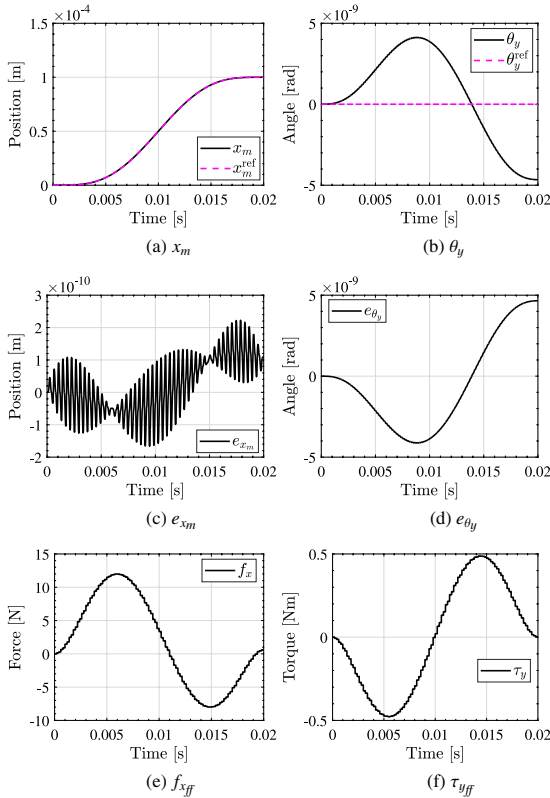 ×10⁻⁴
1.5
1
0.5
0
Position [m]
x_m
x_m^ref
0 0.005 0.01 0.015 0.02
Time [s]
(a) x_m
×10⁻⁹
5
0
-5
Angle [rad]
θ_y
θ_y^ref
0 0.005 0.01 0.015 0.02
Time [s]
(b) θ_y
×10⁻¹⁰
3
2
1
0
-1
-2
Position [m]
e_{x_m}
0 0.005 0.01 0.015 0.02
Time [s]
(c) e_{x_m}
×10⁻⁹
5
0
-5
Angle [rad]
e_{θ_y}
0 0.005 0.01 0.015 0.02
Time [s]
(d) e_{θ_y}
15
10
5
0
-5
-10
Force [N]
f_x
0 0.005 0.01 0.015 0.02
Time [s]
(e) f_{x_{ff}}
0.5
0
-0.5
Torque [Nm]
τ_y
0 0.005 0.01 0.015 0.02
Time [s]
(f) τ_{y_{ff}}